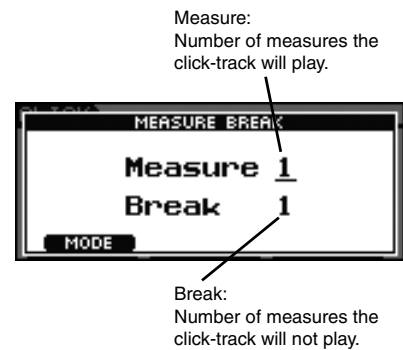 Measure:
Number of measures the
click-track will play.
CLICK
MEASURE BREAK
Measure 1
Break 1
MODE
Break:
Number of measures the
click-track will not play.